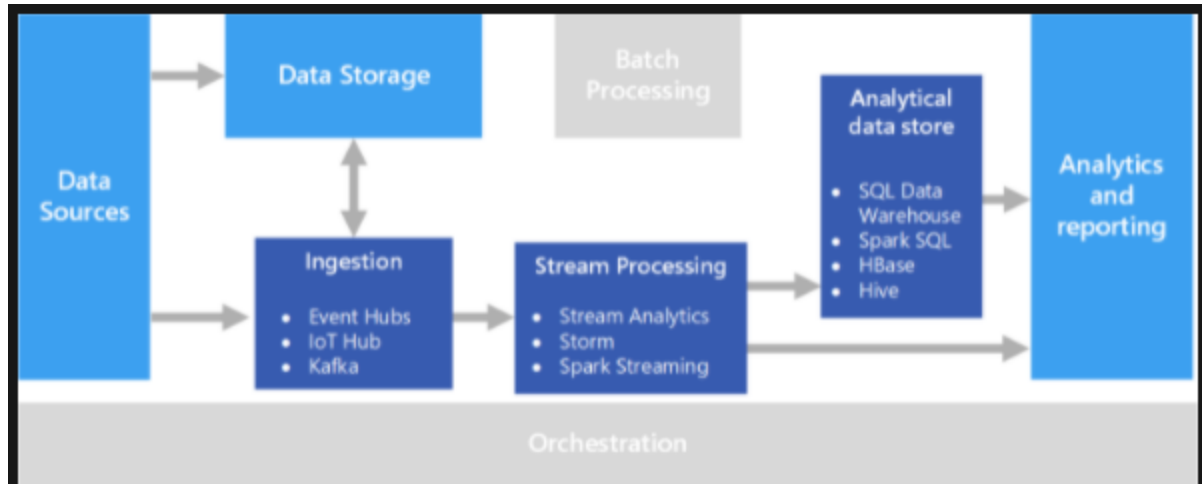 Data
Sources
Data Storage
Batch
Processing
Ingestion
• Event Hubs
• IoT Hub
• Kafka
Stream Processing
• Stream Analytics
• Storm
• Spark Streaming
Analytical
data store
• SQL Data
Warehouse
• Spark SQL
• HBase
• Hive
Analytics
and
reporting
Orchestration